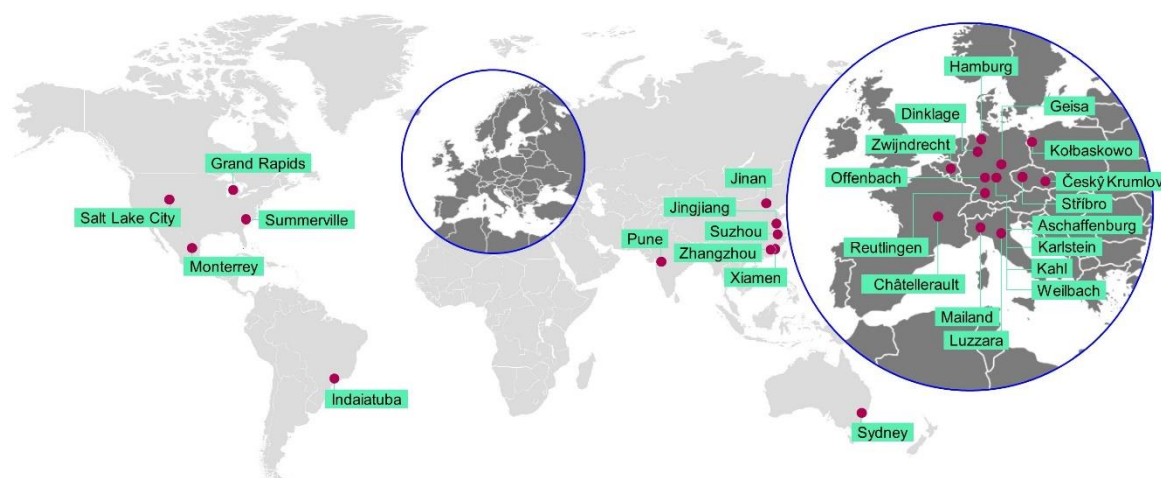 Hamburg
Geisa
Dinklage
Zwijndrecht
Kołbaskowo
Grand Rapids
Jinan
Offenbach
Českŷ Krumlov
Salt Lake City
Summerville
Jingjiang
Stříbro
Suzhou
Aschaffenburg
Pune
Zhangzhou
Reutlingen
Karlstein
Monterrey
Xiamen
Kahl
Châtellerault
Weilbach
Mailand
Luzzara
Indaiatuba
Sydney